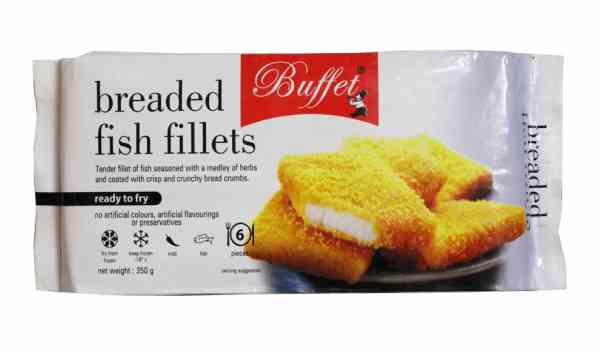 Buffet®
breaded
fish fillets
Tender fillet of fish seasoned with a medley of herbs
and coated with crisp and crunchy bread crumbs.
ready to fry
no artificial colours, artificial flavourings
or preservatives
fry from
frozen
keep frozen
-18° c
mild
fish
6
pieces
net weight : 350 g
serving suggestion
breaded